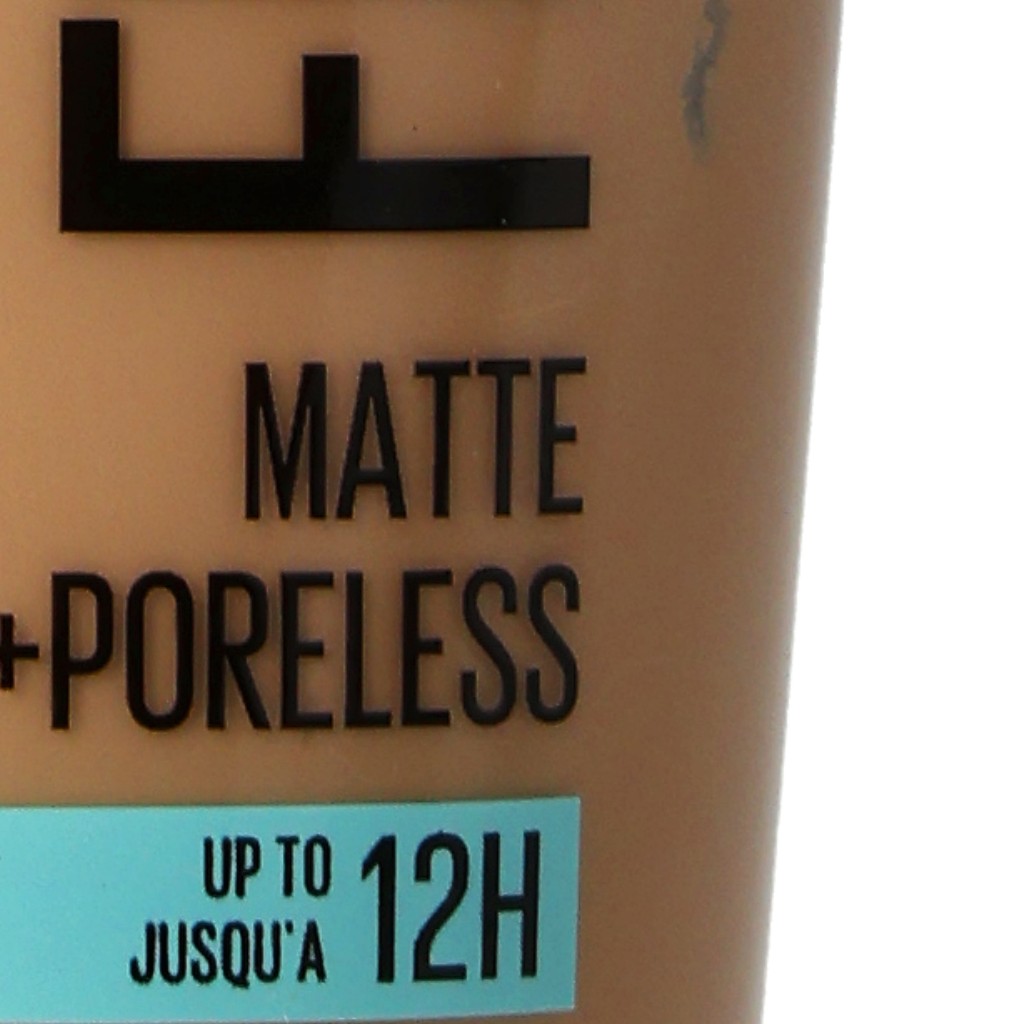 MATTE
+PORELESS
UP TO 12H
JUSQU'A